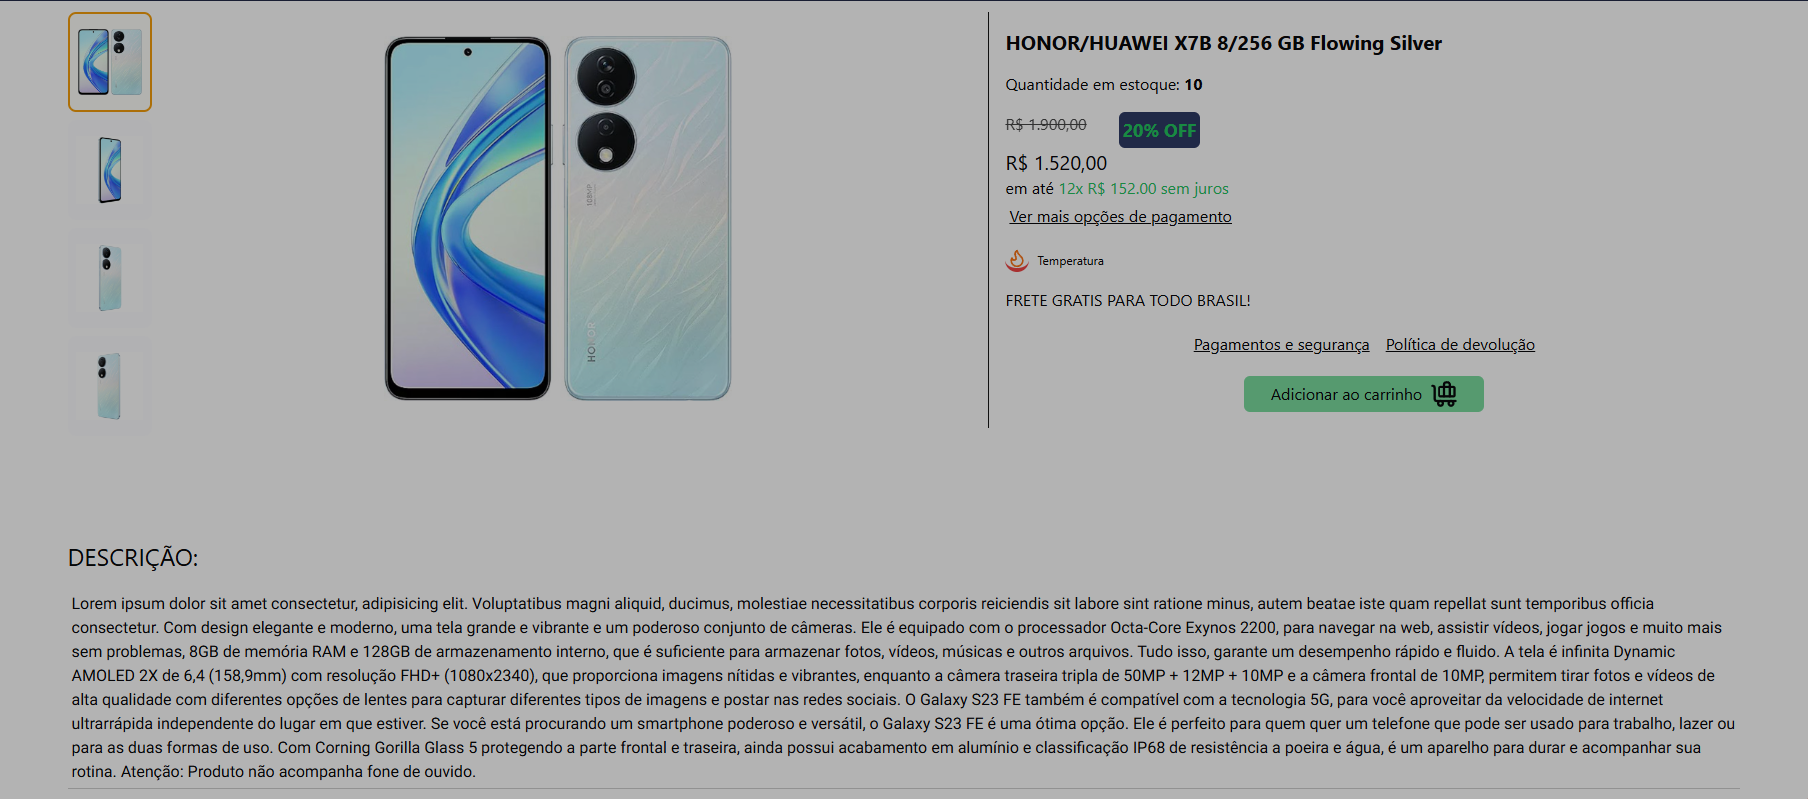 HONOR/HUAWEI X7B 8/256 GB Flowing Silver
Quantidade em estoque: 10
R$ 1.900,00
20% OFF
R$ 1.520,00
em até 12x R$ 152.00 sem juros
Ver mais opções de pagamento
Temperatura
FRETE GRATIS PARA TODO BRASIL!
Pagamentos e segurança Política de devolução
Adicionar ao carrinho
108MP
HONOR
DESCRIÇÃO:
Lorem ipsum dolor sit amet consectetur, adipisicing elit. Voluptatibus magni aliquid, ducimus, molestiae necessitatibus corporis reiciendis sit labore sint ratione minus, autem beatae iste quam repellat sunt temporibus officia
consectetur. Com design elegante e moderno, uma tela grande e vibrante e um poderoso conjunto de câmeras. Ele é equipado com o processador Octa-Core Exynos 2200, para navegar na web, assistir vídeos, jogar jogos e muito mais
sem problemas, 8GB de memória RAM e 128GB de armazenamento interno, que é suficiente para armazenar fotos, vídeos, músicas e outros arquivos. Tudo isso, garante um desempenho rápido e fluido. A tela é infinita Dynamic
AMOLED 2X de 6,4 (158,9mm) com resolução FHD+ (1080x2340), que proporciona imagens nítidas e vibrantes, enquanto a câmera traseira tripla de 50MP + 12MP + 10MP e a câmera frontal de 10MP, permitem tirar fotos e vídeos de
alta qualidade com diferentes opções de lentes para capturar diferentes tipos de imagens e postar nas redes sociais. O Galaxy S23 FE também é compatível com a tecnologia 5G, para você aproveitar da velocidade de internet
ultrarrápida independente do lugar em que estiver. Se você está procurando um smartphone poderoso e versátil, o Galaxy S23 FE é uma ótima opção. Ele é perfeito para quem quer um telefone que pode ser usado para trabalho, lazer ou
para as duas formas de uso. Com Corning Gorilla Glass 5 protegendo a parte frontal e traseira, ainda possui acabamento em alumínio e classificação IP68 de resistência a poeira e água, é um aparelho para durar e acompanhar sua
rotina. Atenção: Produto não acompanha fone de ouvido.